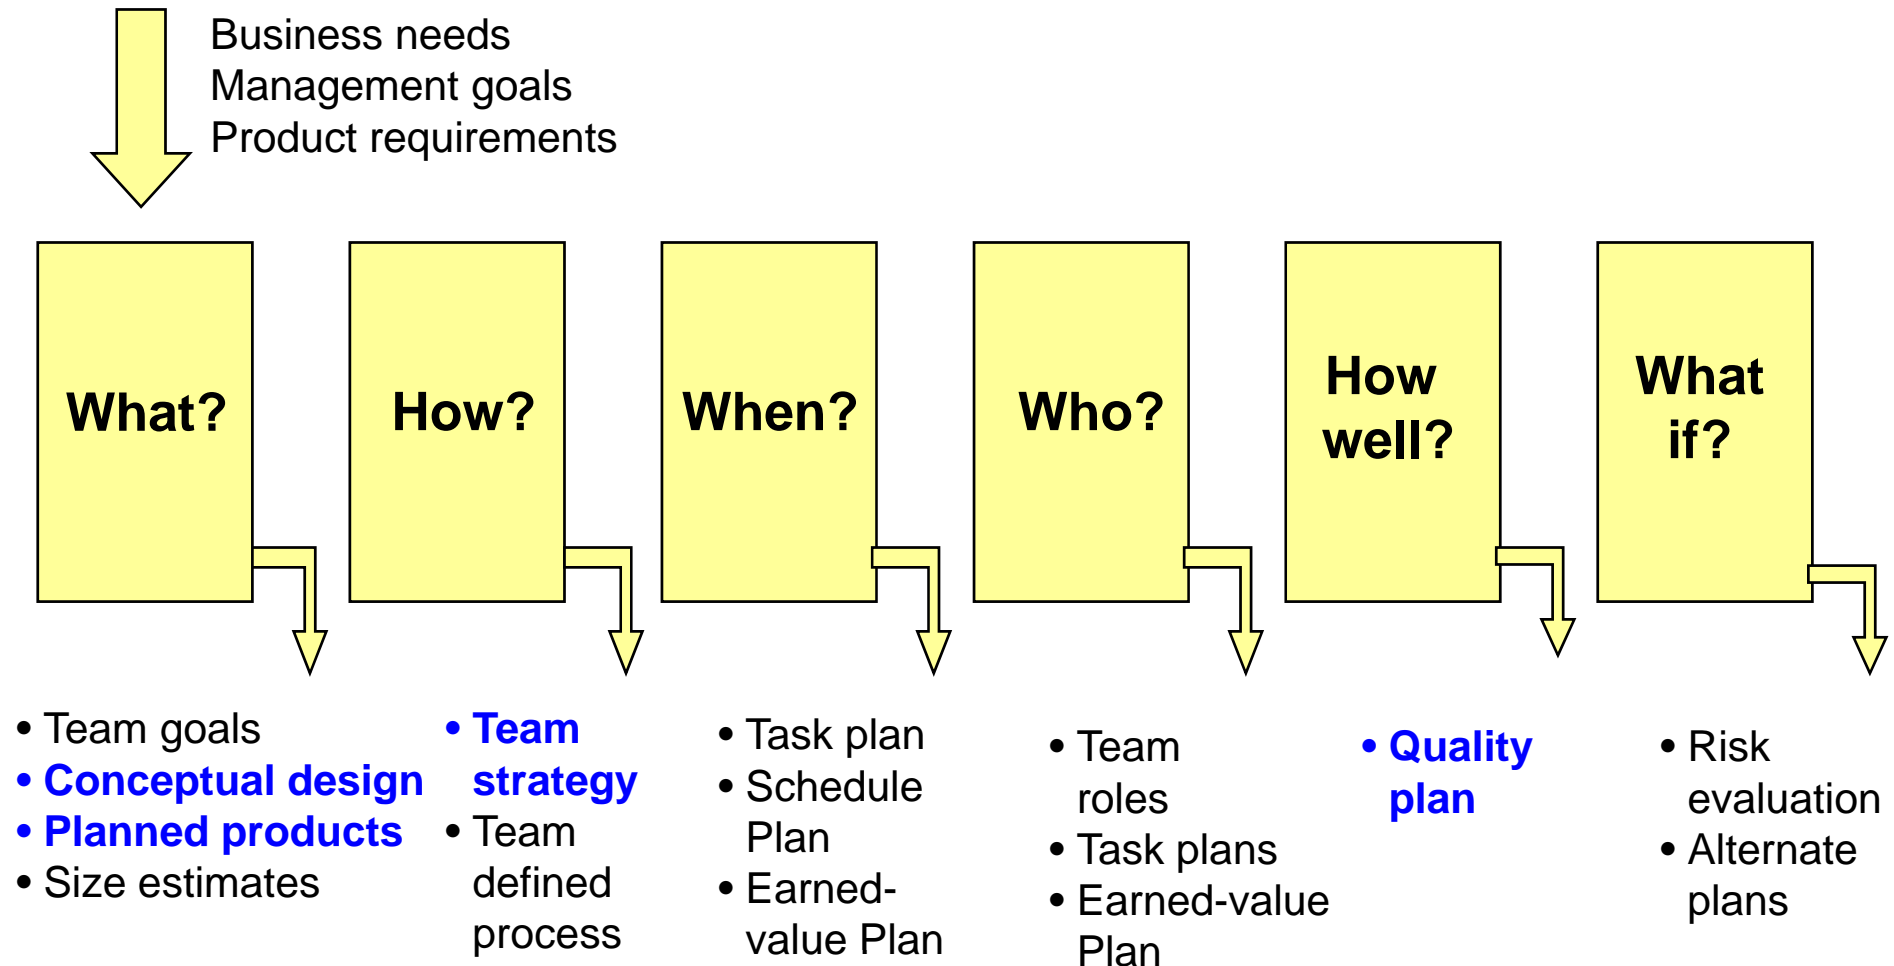 Business needs
Management goals
Product requirements
What?
How?
When?
Who?
How
well?
What
if?
• Team goals
• Conceptual design
• Planned products
• Size estimates
• Team
strategy
• Team
defined
process
• Task plan
• Schedule
Plan
• Earned-
value Plan
• Team
roles
• Task plans
• Earned-value
Plan
• Quality
plan
• Risk
evaluation
• Alternate
plans